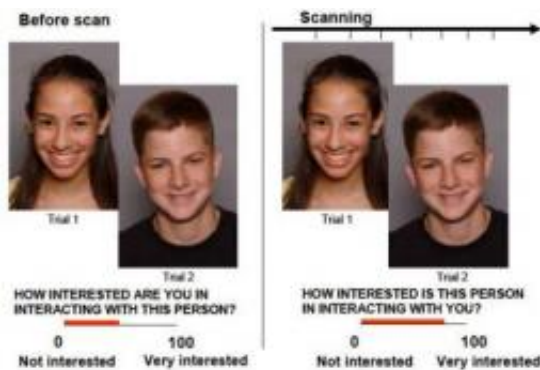 Before scan
Trial 1
Trial 2
HOW INTERESTED ARE YOU IN
INTERACTING WITH THIS PERSON?
0 100
Not interested Very interested
Scanning
Trial 1
Trial 2
HOW INTERESTED IS THIS PERSON
IN INTERACTING WITH YOU?
0 100
Not interested Very interested